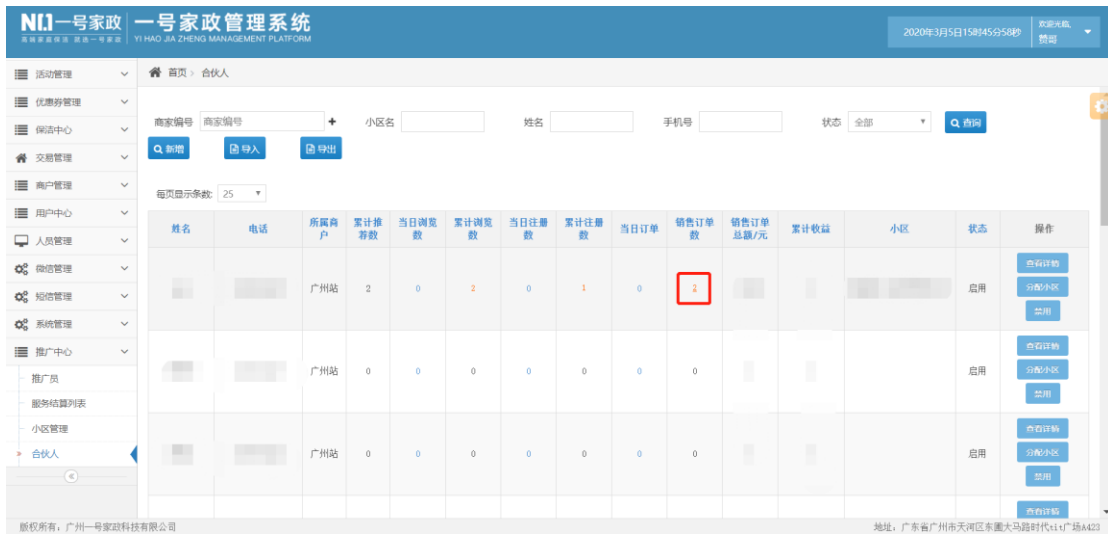 一号家政
一号家政管理系统
YI HAO JIA ZHENG MANAGEMENT PLATFORM
2020年3月5日15时45分58秒
欢迎光临,
赞哥
活动管理
优惠券管理
保洁中心
交易管理
商户管理
用户中心
人员管理
微信管理
短信管理
系统管理
推广中心
推广员
服务结算列表
小区管理
合伙人
首页 > 合伙人
商家编号 商家编号 小区名 姓名 手机号 状态 全部 查询
新增 导入 导出
每页显示条数: 25
姓名 电话 所属商户 累计推荐数 当日浏览数 累计浏览数 当日注册数 累计注册数 当日订单 销售订单数 销售订单总额/元 累计收益 小区 状态 操作
广州站 2 0 2 0 1 0 2 启用 查看详情
分配小区
禁用
广州站 0 0 0 0 0 0 0 启用 查看详情
分配小区
禁用
广州站 0 0 0 0 0 0 0 启用 查看详情
分配小区
禁用
查看详情
版权所有：广州一号家政科技有限公司
地址：广东省广州市天河区东圃大马路时代tit广场A423